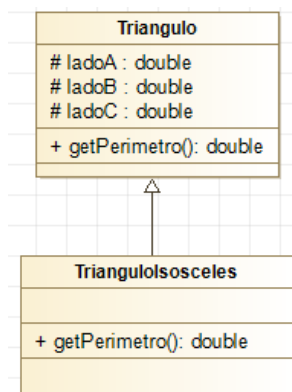 Triangulo
# ladoA : double
# ladoB : double
# ladoC : double
+ getPerimetro(): double
TrianguloIsosceles
+ getPerimetro(): double